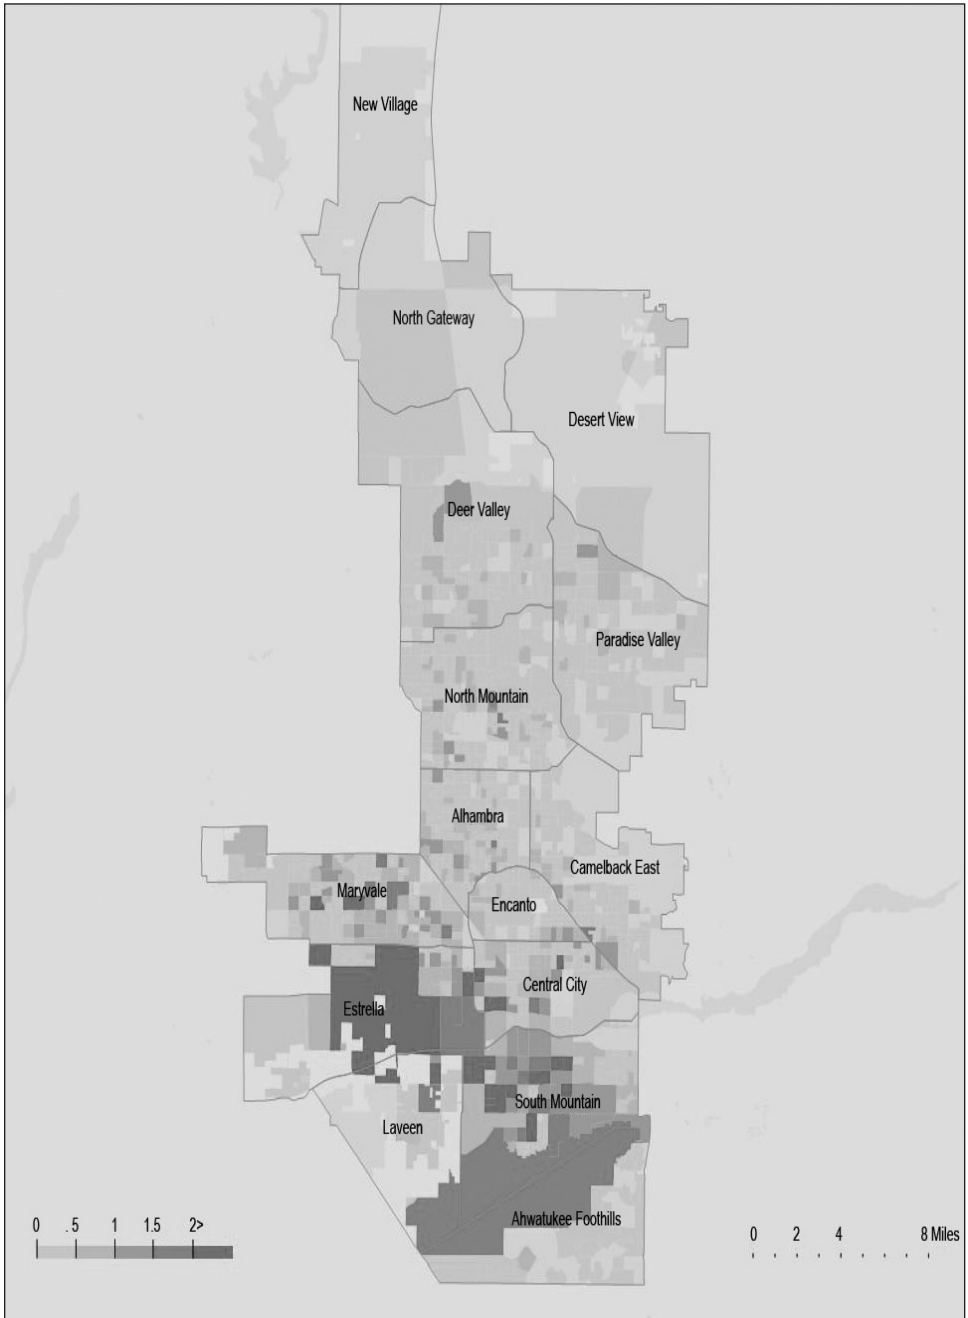 New Village
North Gateway
Desert View
Deer Valley
Paradise Valley
North Mountain
Alhambra
Camelback East
Maryvale
Encanto
Central City
Estrella
South Mountain
Laveen
Ahwatukee Foothills
0 .5 1 1.5 2>
0 2 4 8 Miles